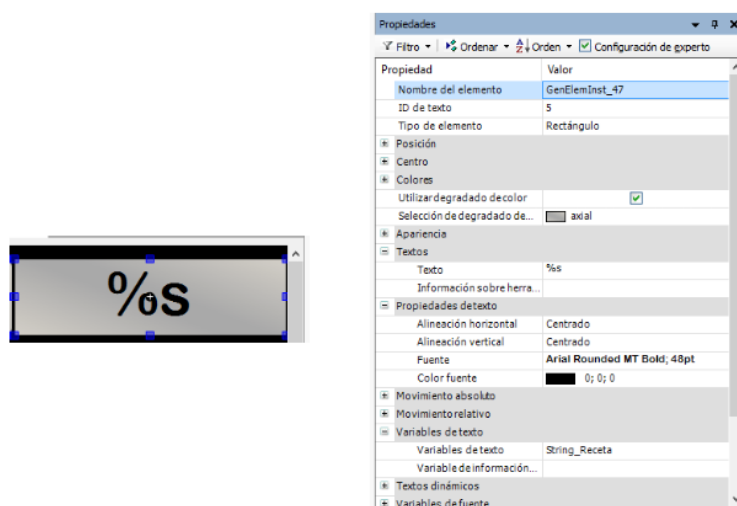 Propiedades
Filtro Ordenar Orden Configuración de experto
Propiedad Valor
Nombre del elemento GenElemInst_47
ID de texto 5
Tipo de elemento Rectángulo
Posición
Centro
Colores
Utilizar degradado de color
Selección de degradado de... axial
Apariencia
Textos
Texto %s
Información sobre herra...
Propiedades de texto
Alineación horizontal Centrado
Alineación vertical Centrado
Fuente Arial Rounded MT Bold; 48pt
Color fuente 0; 0; 0
Movimiento absoluto
Movimiento relativo
Variables de texto
Variables de texto String_Receta
Variable de información...
Textos dinámicos
Variables de fuente
%s